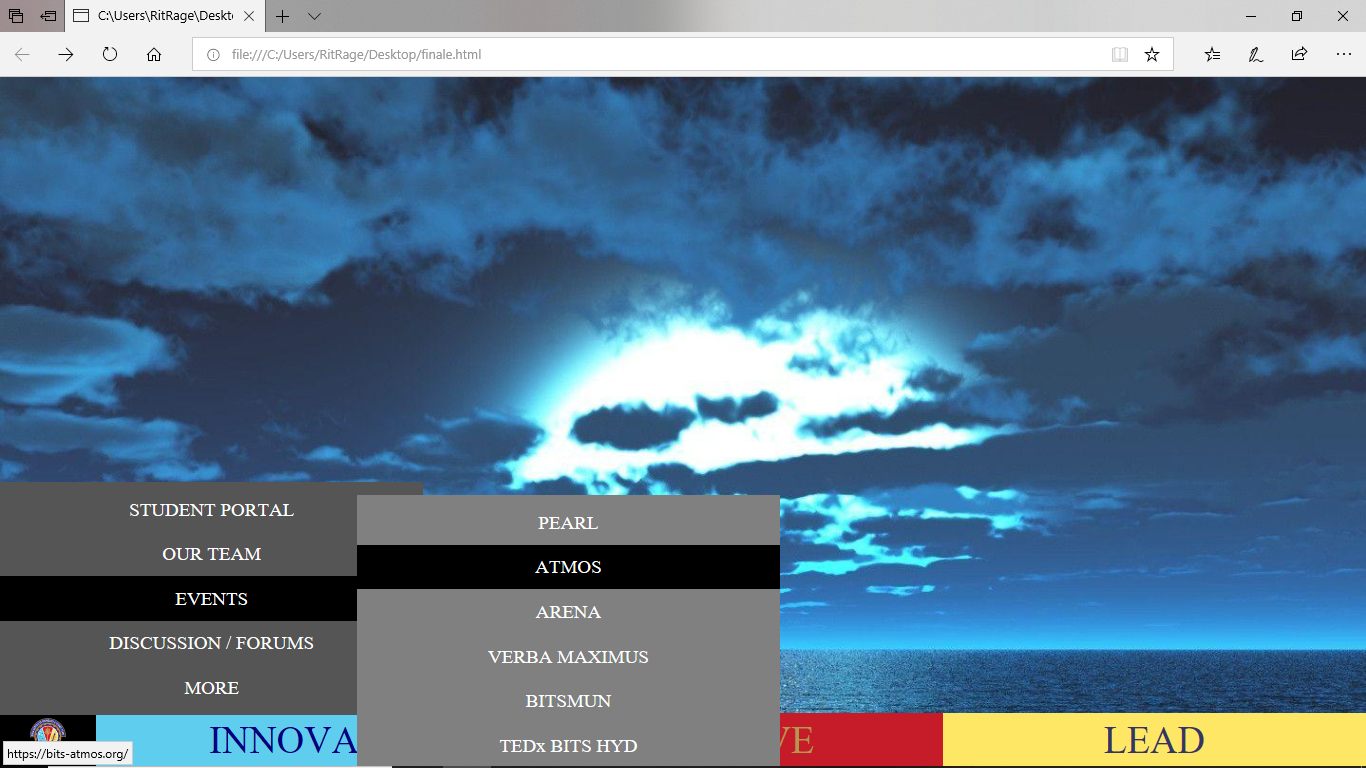 C:\Users\RitRage\Deskto
file:///C:/Users/RitRage/Desktop/finale.html
STUDENT PORTAL
OUR TEAM
EVENTS
DISCUSSION / FORUMS
MORE
PEARL
ATMOS
ARENA
VERBA MAXIMUS
BITSMUN
TEDx BITS HYD
INNOVA
VE
LEAD
https://bits-atmos.org/